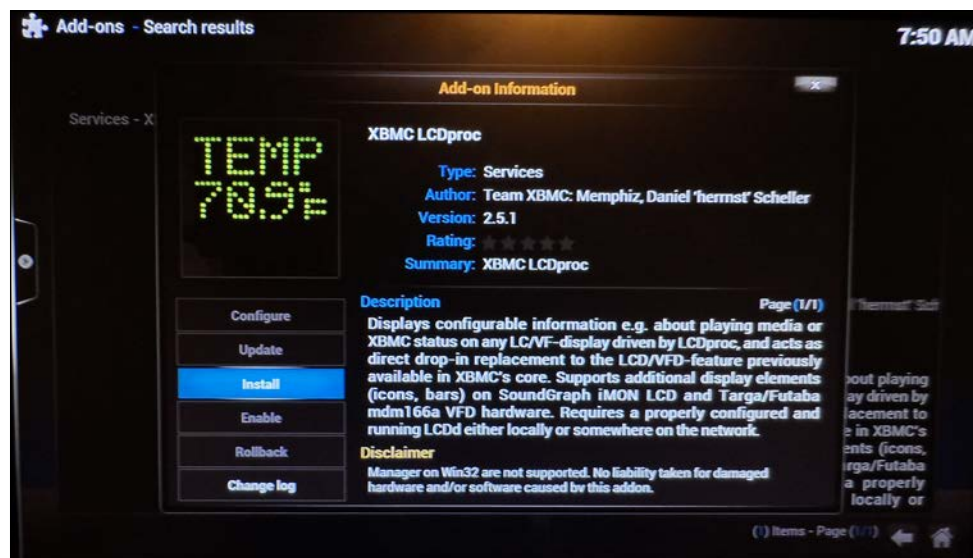 Add-ons - Search results
7:50 AM
Add-on Information
x
Services - X
TEMP
70.9°F
XBMC LCDproc
Type: Services
Author: Team XBMC: Memphiz, Daniel 'herrnst' Scheller
Version: 2.5.1
Rating:
Summary: XBMC LCDproc
Configure
Update
Install
Enable
Rollback
Change log
Description Page (1/1)
Displays configurable information e.g. about playing media or
XBMC status on any LC/VF-display driven by LCDproc, and acts as
direct drop-in replacement to the LCD/VFD-feature previously
available in XBMC's core. Supports additional display elements
(icons, bars) on SoundGraph iMON LCD and Targa/Futaba
mdm166a VFD hardware. Requires a properly configured and
running LCDd either locally or somewhere on the network.
Disclaimer
Manager on Win32 are not supported. No liability taken for damaged
hardware and/or software caused by this addon.
'herrnst' Sch
out playing
ay driven by
lacement to
e in XBMC's
ents (icons,
rga/Futaba
a properly
locally or
(1) Items - Page (1/1)